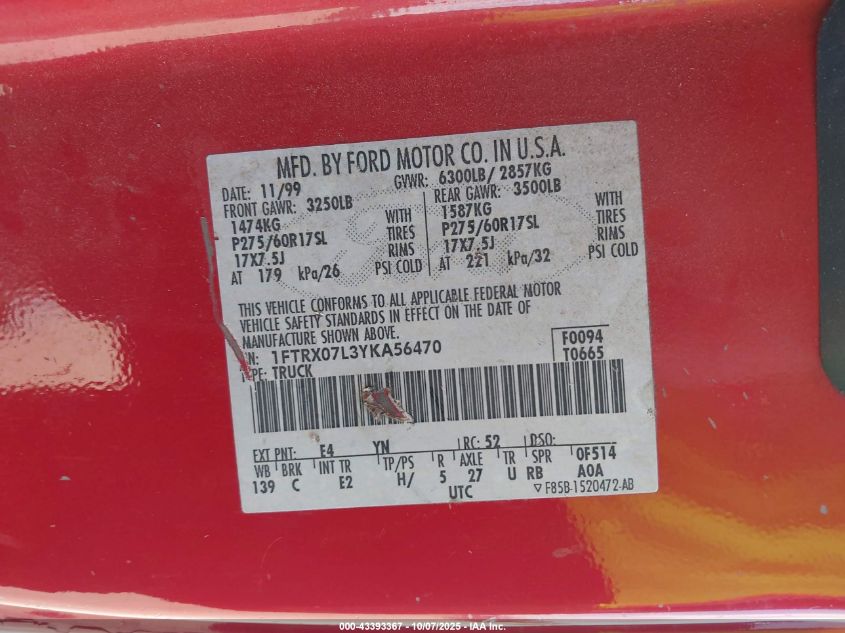 MFD. BY FORD MOTOR CO. IN U.S.A.
DATE: 11/99 GVWR: 6300LB/ 2857KG
FRONT GAWR: 3250LB REAR GAWR: 3500LB
1474KG WITH 1587KG WITH
P275/60R17SL TIRES P275/60R17SL TIRES
17X7.5J RIMS 17X7.5J RIMS
AT 179 kPa/26 PSI COLD AT 221 kPa/32 PSI COLD
THIS VEHICLE CONFORMS TO ALL APPLICABLE FEDERAL MOTOR
VEHICLE SAFETY STANDARDS IN EFFECT ON THE DATE OF
MANUFACTURE SHOWN ABOVE.
1FTRX07L3YKA56470 F0094
TYPE: TRUCK T0665
EXT PNT: E4 YN RC: 52 DSO:
WB BRK INT TR TP/PS R AXLE TR SPR 0F514
139 C E2 H/ 5 27 U RB A0A
UTC F85B-1520472-AB
000-43393367 - 10/07/2025 - IAA Inc.